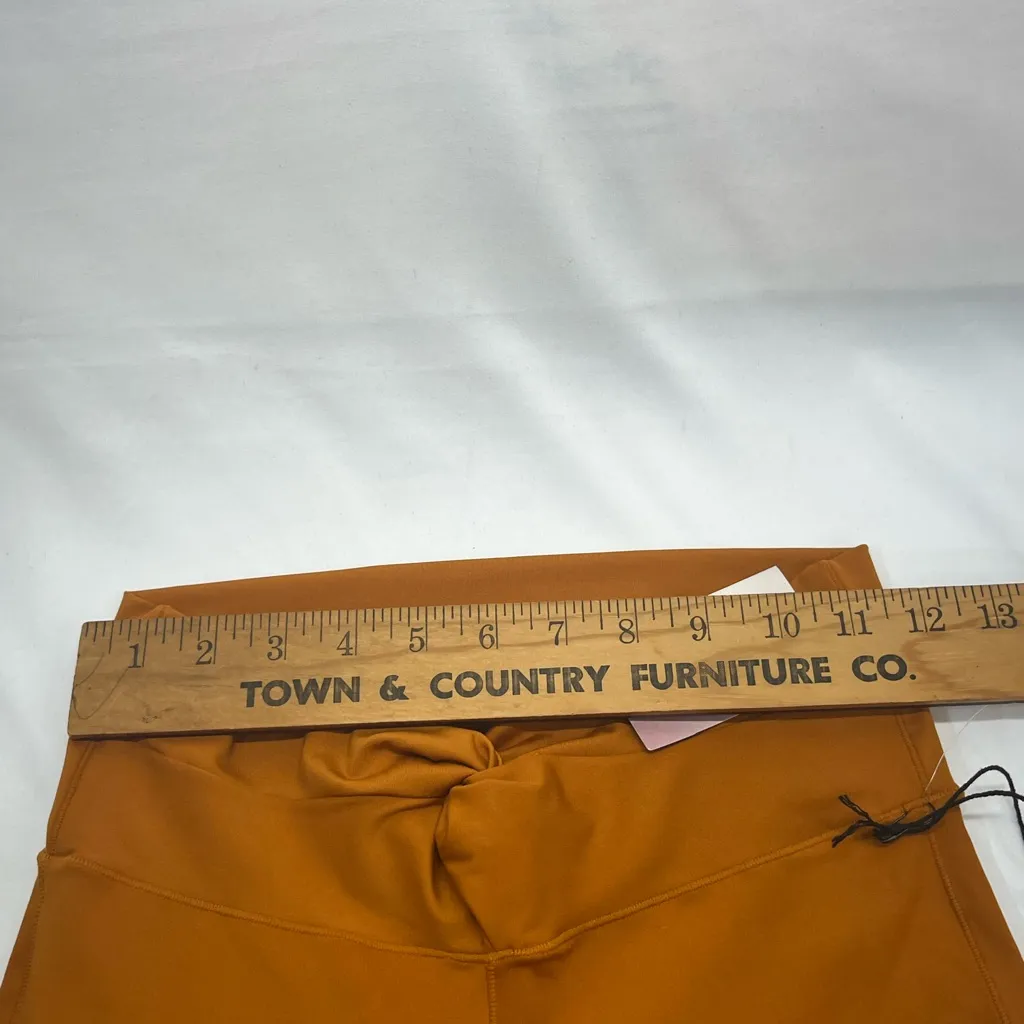 1 2 3 4 5 6 7 8 9 10 11 12 13
TOWN & COUNTRY FURNITURE CO.